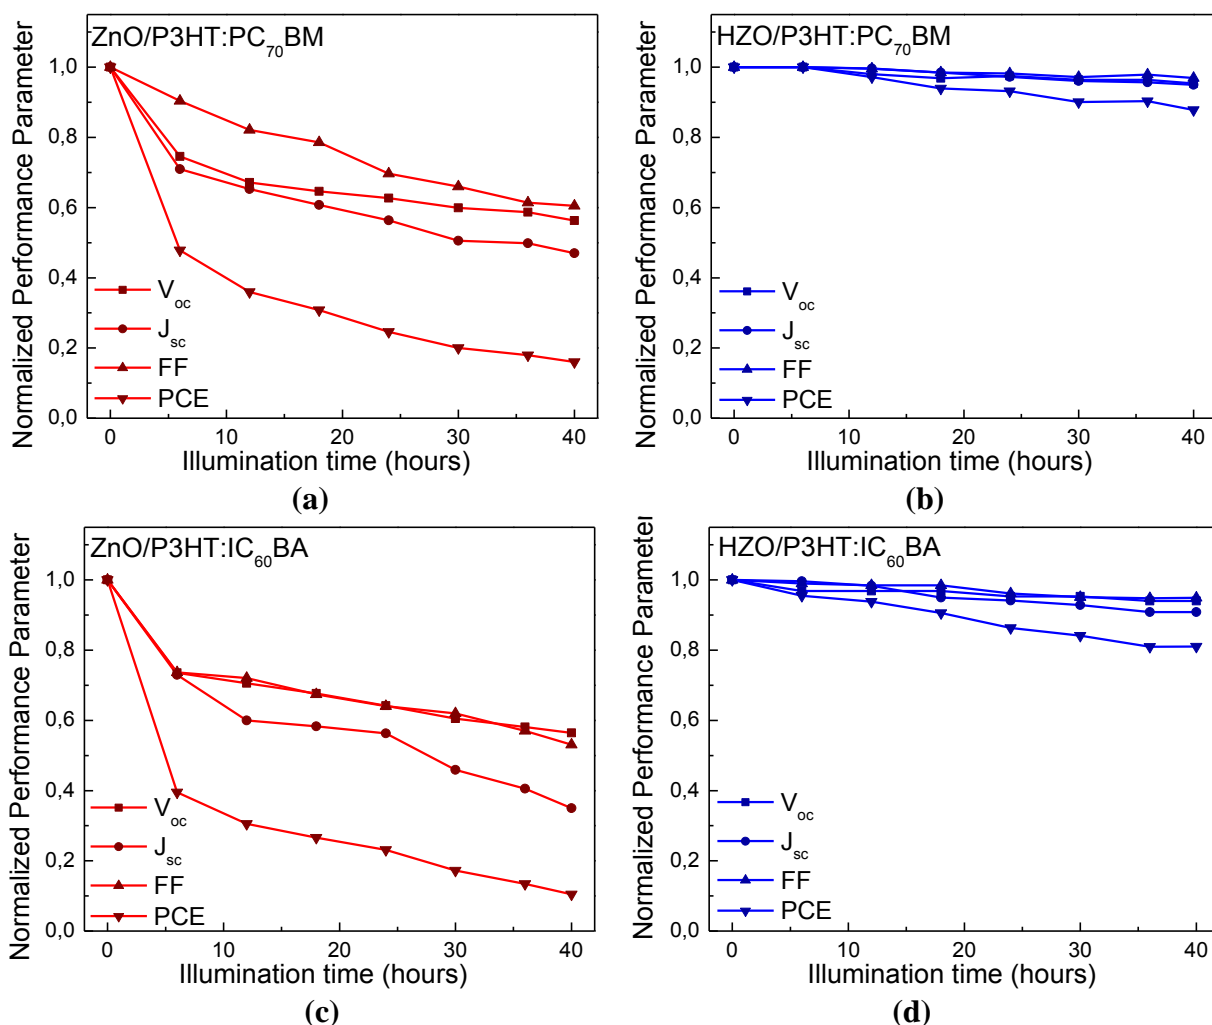 ZnO/P3HT:PC70BM
Normalized Performance Parameter
1,0
0,8
0,6
0,4
0,2
0,0
Voc
Jsc
FF
PCE
0 10 20 30 40
Illumination time (hours)
(a)
HZO/P3HT:PC70BM
Normalized Performance Parameter
1,0
0,8
0,6
0,4
0,2
0,0
Voc
Jsc
FF
PCE
0 10 20 30 40
Illumination time (hours)
(b)
ZnO/P3HT:IC60BA
Normalized Performance Parameter
1,0
0,8
0,6
0,4
0,2
0,0
Voc
Jsc
FF
PCE
0 10 20 30 40
Illumination time (hours)
(c)
HZO/P3HT:IC60BA
Normalized Performance Parameter
1,0
0,8
0,6
0,4
0,2
0,0
Voc
Jsc
FF
PCE
0 10 20 30 40
Illumination time (hours)
(d)